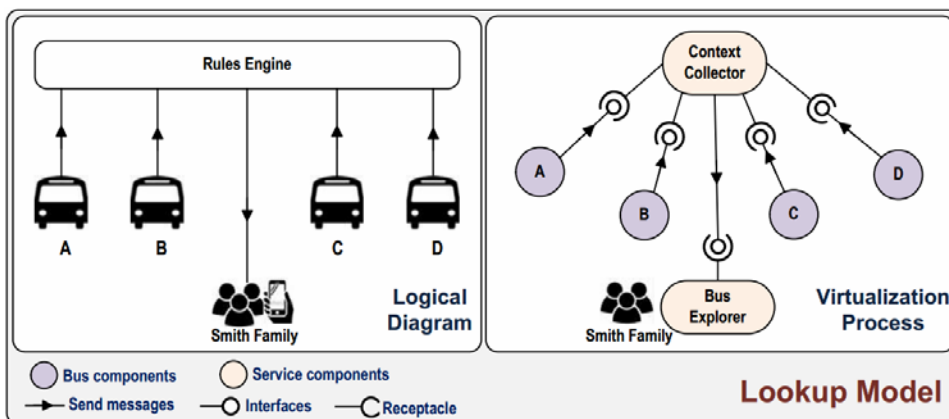 Rules Engine
A
B
C
D
Smith Family
Logical
Diagram
Context
Collector
A
B
C
D
Bus
Explorer
Smith Family
Virtualization
Process
Bus components
Service components
Send messages
Interfaces
Receptacle
Lookup Model